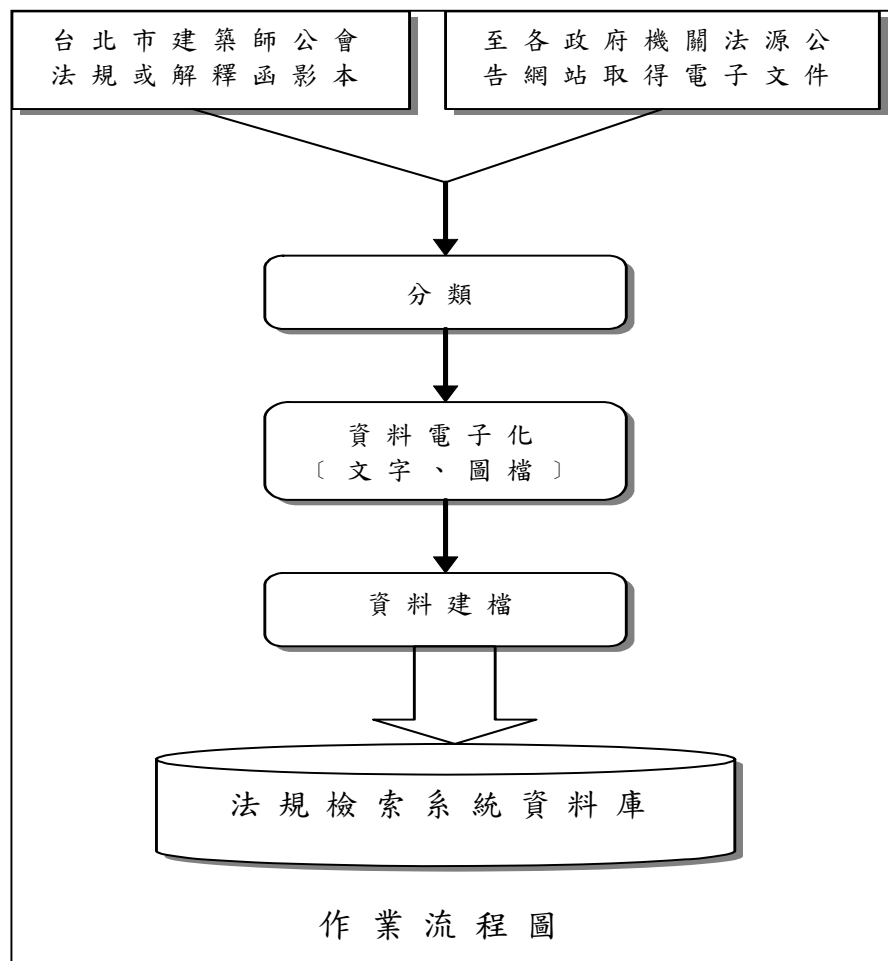 台北市建築師公會
法規或解釋函影本
至各政府機關法源公
告網站取得電子文件
分類
資料電子化
〔文字、圖檔〕
資料建檔
法規檢索系統資料庫
作業流程圖